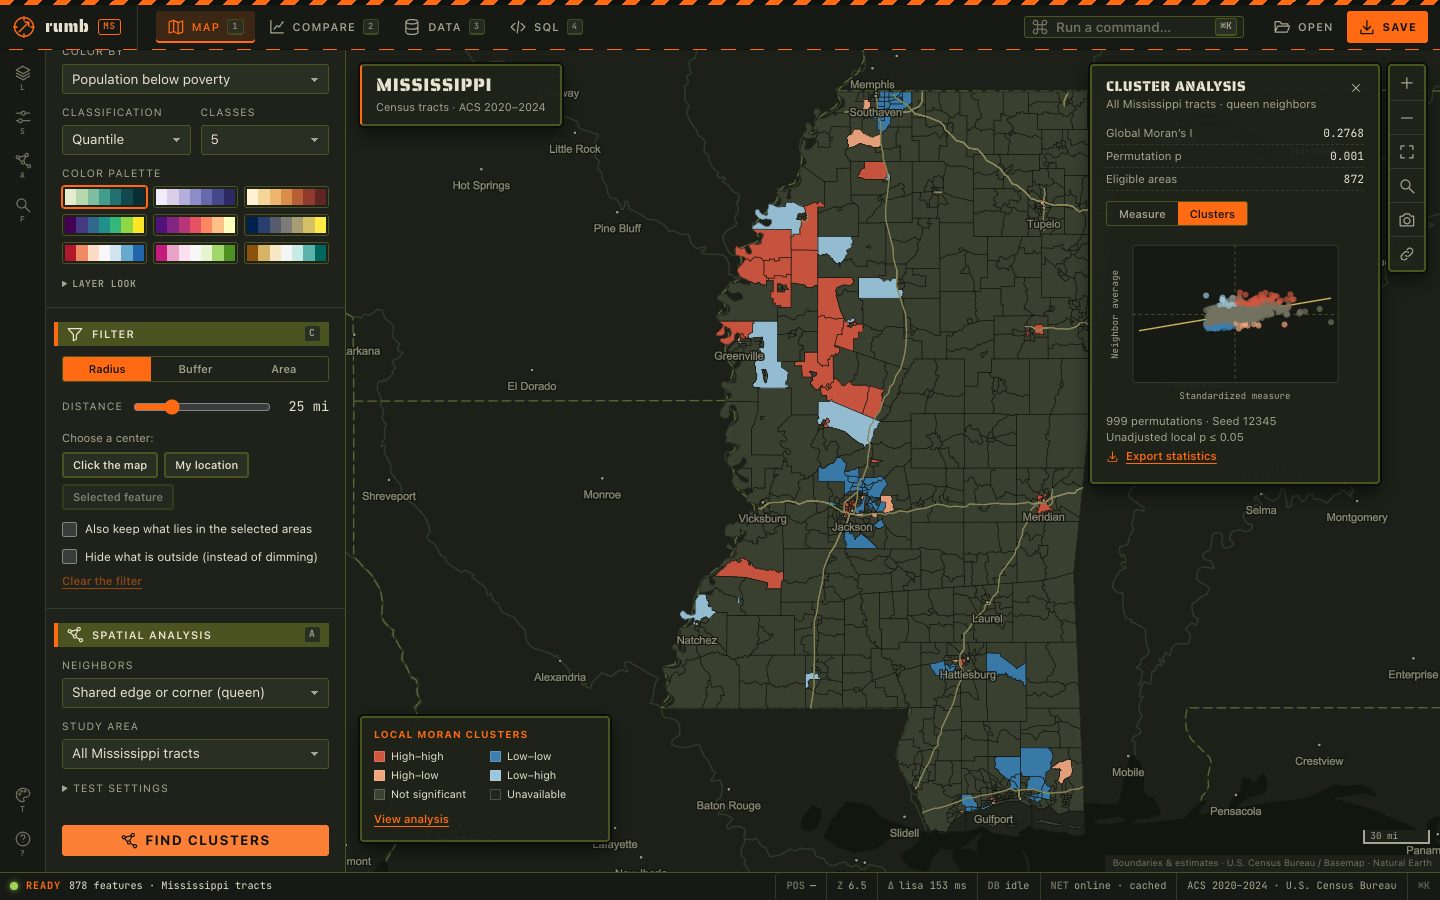 rumb MS
MAP 1
COMPARE 2
DATA 3
SQL 4
Run a command... ⌘K
OPEN
SAVE
L
S
A
F
T
?
COLOR BY
Population below poverty
CLASSIFICATION CLASSES
Quantile 5
COLOR PALETTE
LAYER LOOK
FILTER C
Radius Buffer Area
DISTANCE 25 mi
Choose a center:
Click the map My location
Selected feature
Also keep what lies in the selected areas
Hide what is outside (instead of dimming)
Clear the filter
SPATIAL ANALYSIS A
NEIGHBORS
Shared edge or corner (queen)
STUDY AREA
All Mississippi tracts
TEST SETTINGS
FIND CLUSTERS
MISSISSIPPI
Census tracts · ACS 2020–2024
Memphis
Southaven
Little Rock
Hot Springs
Pine Bluff
Tupelo
arkana
Greenville
El Dorado
Shreveport
Monroe
Vicksburg
Jackson
Meridian
Selma
Montgomery
Natchez
Laurel
Alexandria
Hattiesburg
Enterprise
Mobile
Crestview
Pensacola
Baton Rouge
Gulfport
Slidell
Lafayette
mont
Panam
30 mi
CLUSTER ANALYSIS
All Mississippi tracts · queen neighbors
Global Moran's I 0.2768
Permutation p 0.001
Eligible areas 872
Measure Clusters
Neighbor average
Standardized measure
999 permutations · Seed 12345
Unadjusted local p ≤ 0.05
Export statistics
LOCAL MORAN CLUSTERS
High–high Low–low
High–low Low–high
Not significant Unavailable
View analysis
Boundaries & estimates · U.S. Census Bureau / Basemap · Natural Earth
READY 878 features · Mississippi tracts
POS —
Z 6.5
Δ lisa 153 ms
DB idle
NET online · cached
ACS 2020–2024 · U.S. Census Bureau
⌘K